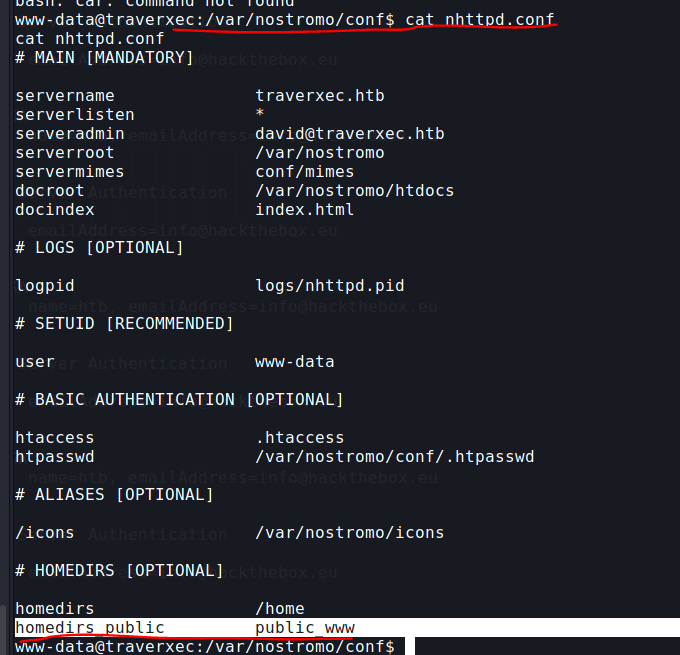 bash: car: command not found
www-data@traverxec:/var/nostromo/conf$ cat nhttpd.conf
cat nhttpd.conf
# MAIN [MANDATORY]
servername traverxec.htb
serverlisten *
serveradmin david@traverxec.htb
serverroot /var/nostromo
servermimes conf/mimes
docroot /var/nostromo/htdocs
docindex index.html
# LOGS [OPTIONAL]
logpid logs/nhttpd.pid
# SETUID [RECOMMENDED]
user www-data
# BASIC AUTHENTICATION [OPTIONAL]
htaccess .htaccess
htpasswd /var/nostromo/conf/.htpasswd
# ALIASES [OPTIONAL]
/icons /var/nostromo/icons
# HOMEDIRS [OPTIONAL]
homedirs /home
homedirs_public public_www
www-data@traverxec:/var/nostromo/conf$